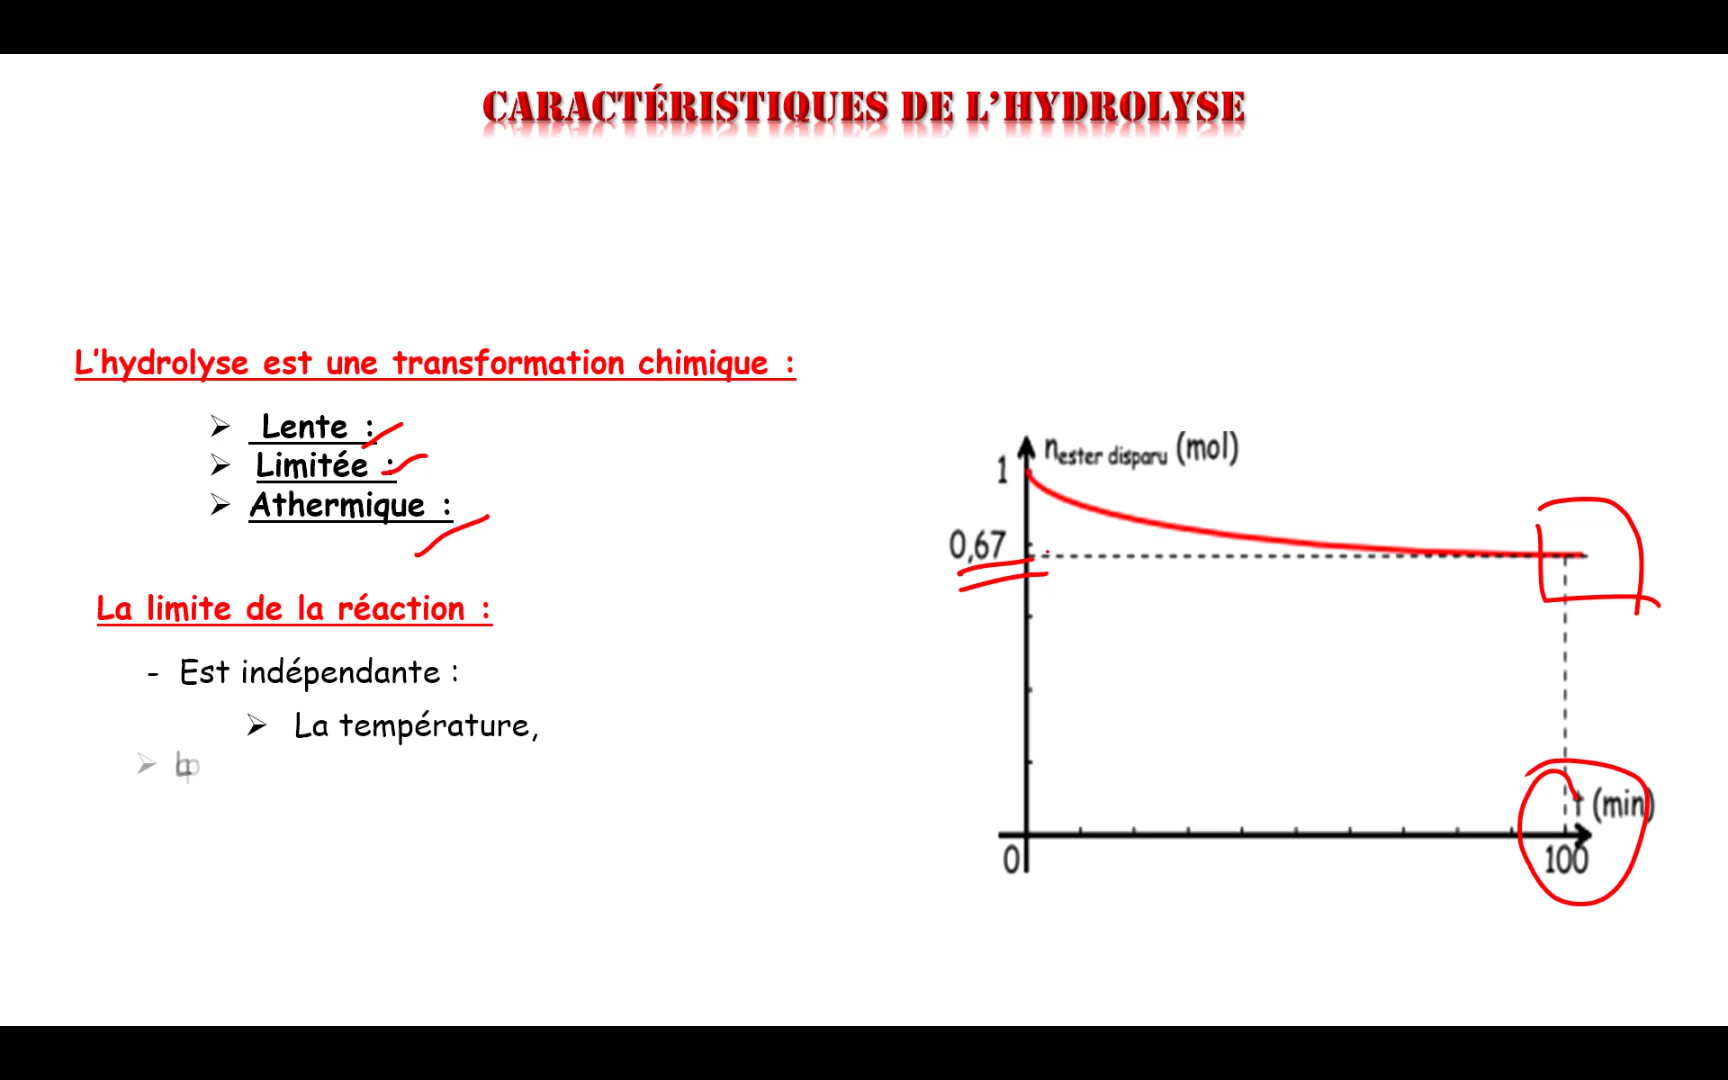 CARACTÉRISTIQUES DE L'HYDROLYSE
L'hydrolyse est une transformation chimique :
➢ Lente :
➢ Limitée :
➢ Athermique :
La limite de la réaction :
- Est indépendante :
➢ La température,
n ester disparu (mol)
1
0,67
t (min)
0
100